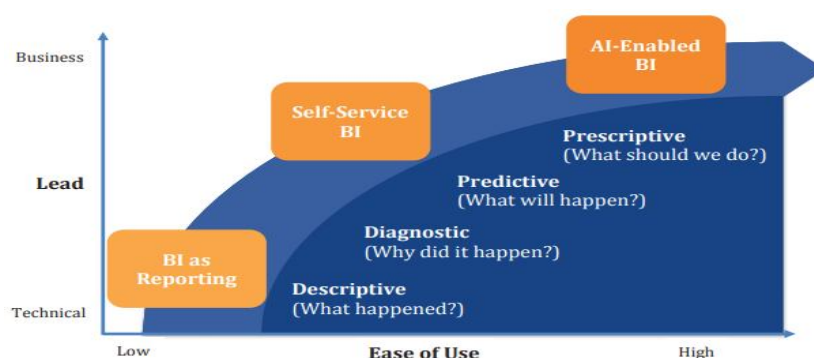 Business
AI-Enabled
BI
Self-Service
BI
Prescriptive
(What should we do?)
Lead
Predictive
(What will happen?)
Diagnostic
(Why did it happen?)
BI as
Reporting
Descriptive
(What happened?)
Technical
Low
Ease of Use
High